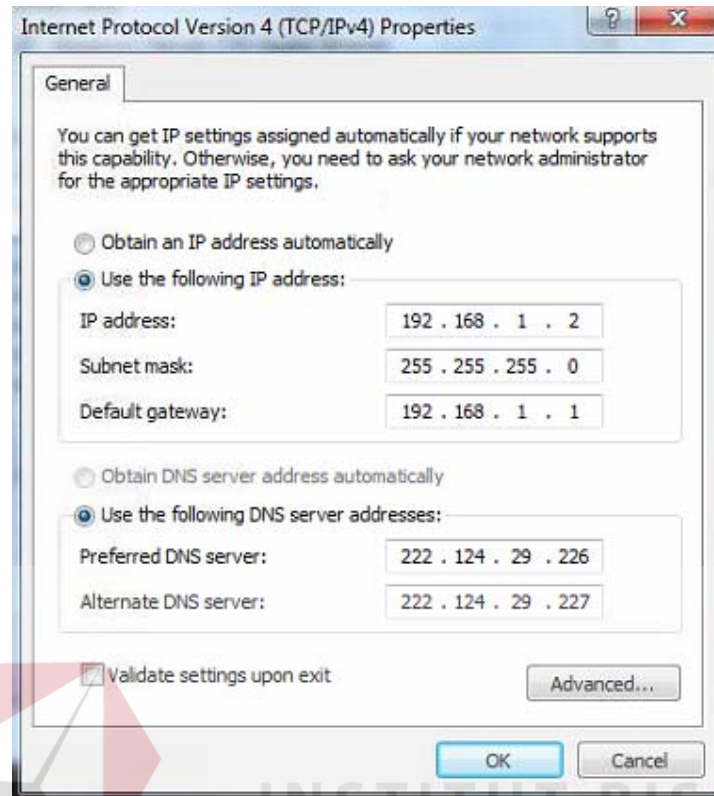 Internet Protocol Version 4 (TCP/IPv4) Properties
General
You can get IP settings assigned automatically if your network supports
this capability. Otherwise, you need to ask your network administrator
for the appropriate IP settings.
Obtain an IP address automatically
Use the following IP address:
IP address: 192 . 168 . 1 . 2
Subnet mask: 255 . 255 . 255 . 0
Default gateway: 192 . 168 . 1 . 1
Obtain DNS server address automatically
Use the following DNS server addresses:
Preferred DNS server: 222 . 124 . 29 . 226
Alternate DNS server: 222 . 124 . 29 . 227
Validate settings upon exit
Advanced...
OK Cancel